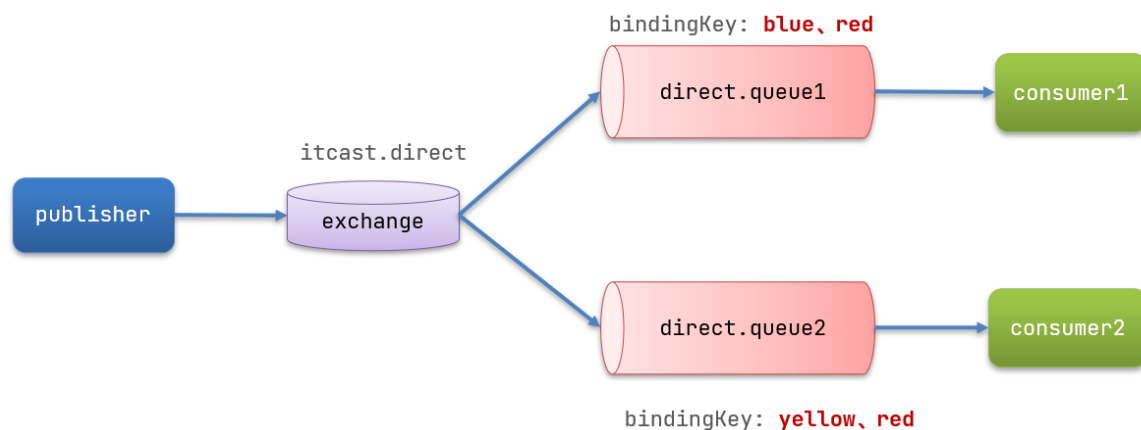 bindingKey: blue、red
direct.queue1
consumer1
itcast.direct
publisher
exchange
direct.queue2
consumer2
bindingKey: yellow、red